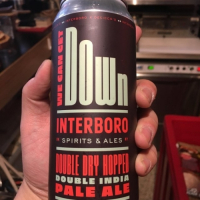 WE CAN GET
DOWN
INTERBORO
SPIRITS & ALES
DOUBLE DRY HOPPED
DOUBLE INDIA
PALE ALE